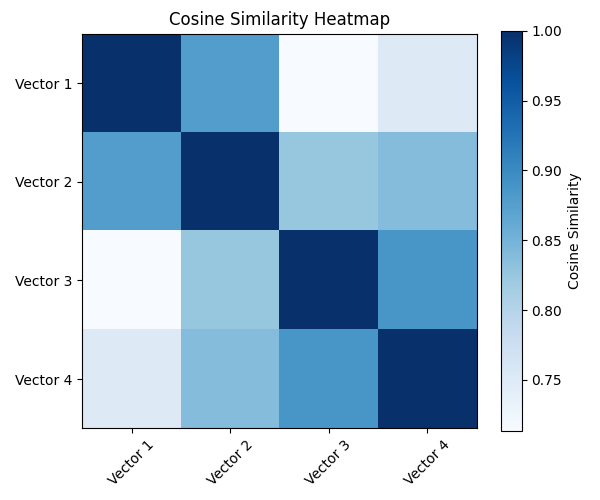 Cosine Similarity Heatmap
Vector 1
Vector 2
Vector 3
Vector 4
Vector 1
Vector 2
Vector 3
Vector 4
1.00
0.95
0.90
0.85
0.80
0.75
Cosine Similarity